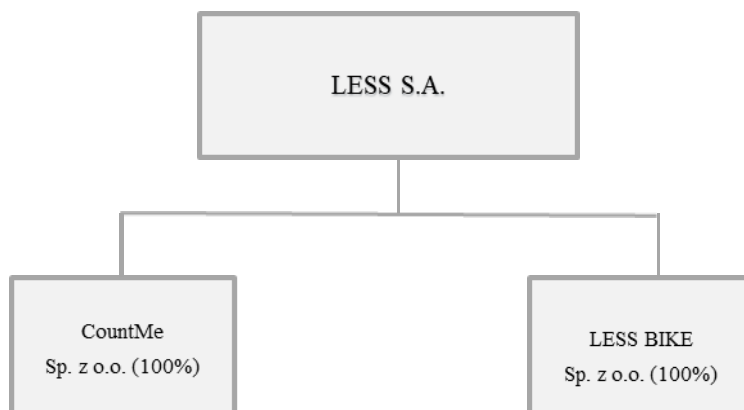 LESS S.A.
CountMe
Sp. z o.o. (100%)
LESS BIKE
Sp. z o.o. (100%)